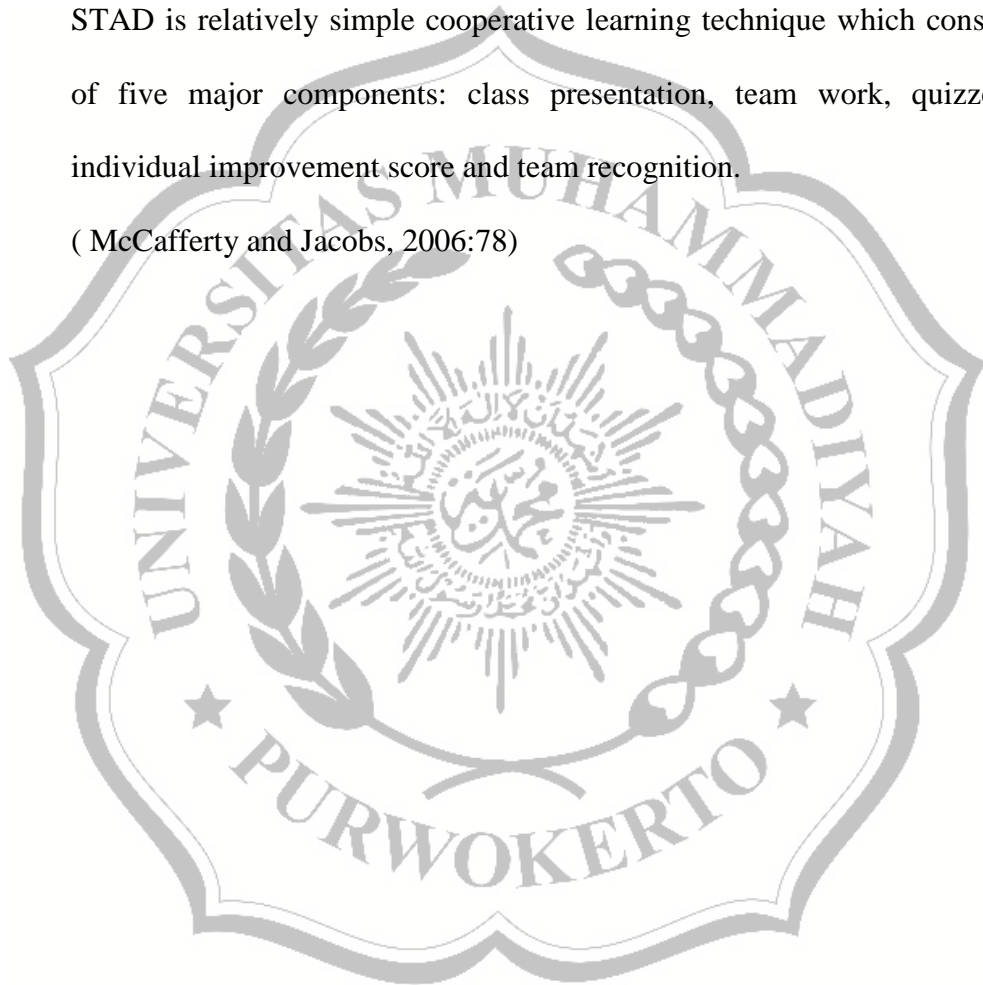 STAD is relatively simple cooperative learning technique which cons
of five major components: class presentation, team work, quizz
individual improvement score and team recognition.
( McCafferty and Jacobs, 2006:78)
UNIVERSITAS MUHAMMADIYAH
PURWOKERTO